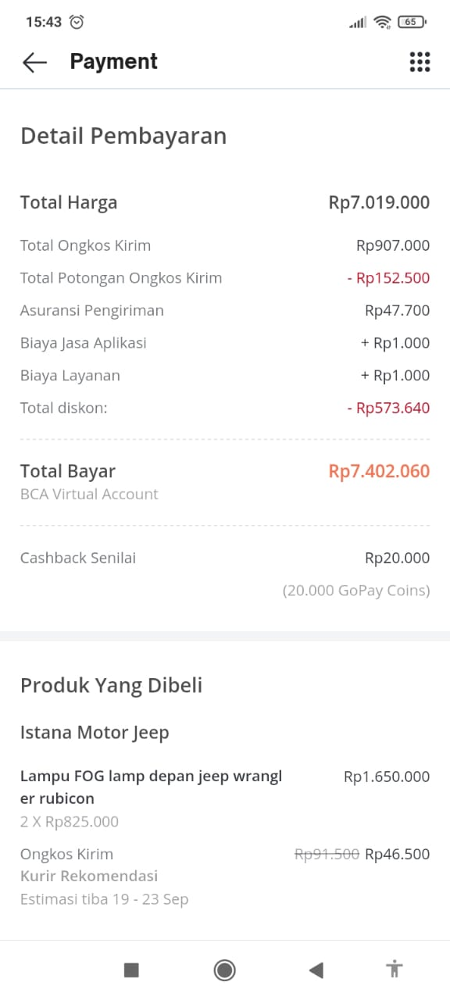 15:43
65
Payment
Detail Pembayaran
Total Harga Rp7.019.000
Total Ongkos Kirim Rp907.000
Total Potongan Ongkos Kirim - Rp152.500
Asuransi Pengiriman Rp47.700
Biaya Jasa Aplikasi + Rp1.000
Biaya Layanan + Rp1.000
Total diskon: - Rp573.640
Total Bayar Rp7.402.060
BCA Virtual Account
Cashback Senilai Rp20.000
(20.000 GoPay Coins)
Produk Yang Dibeli
Istana Motor Jeep
Lampu FOG lamp depan jeep wrangl Rp1.650.000
er rubicon
2 X Rp825.000
Ongkos Kirim Rp91.500 Rp46.500
Kurir Rekomendasi
Estimasi tiba 19 - 23 Sep